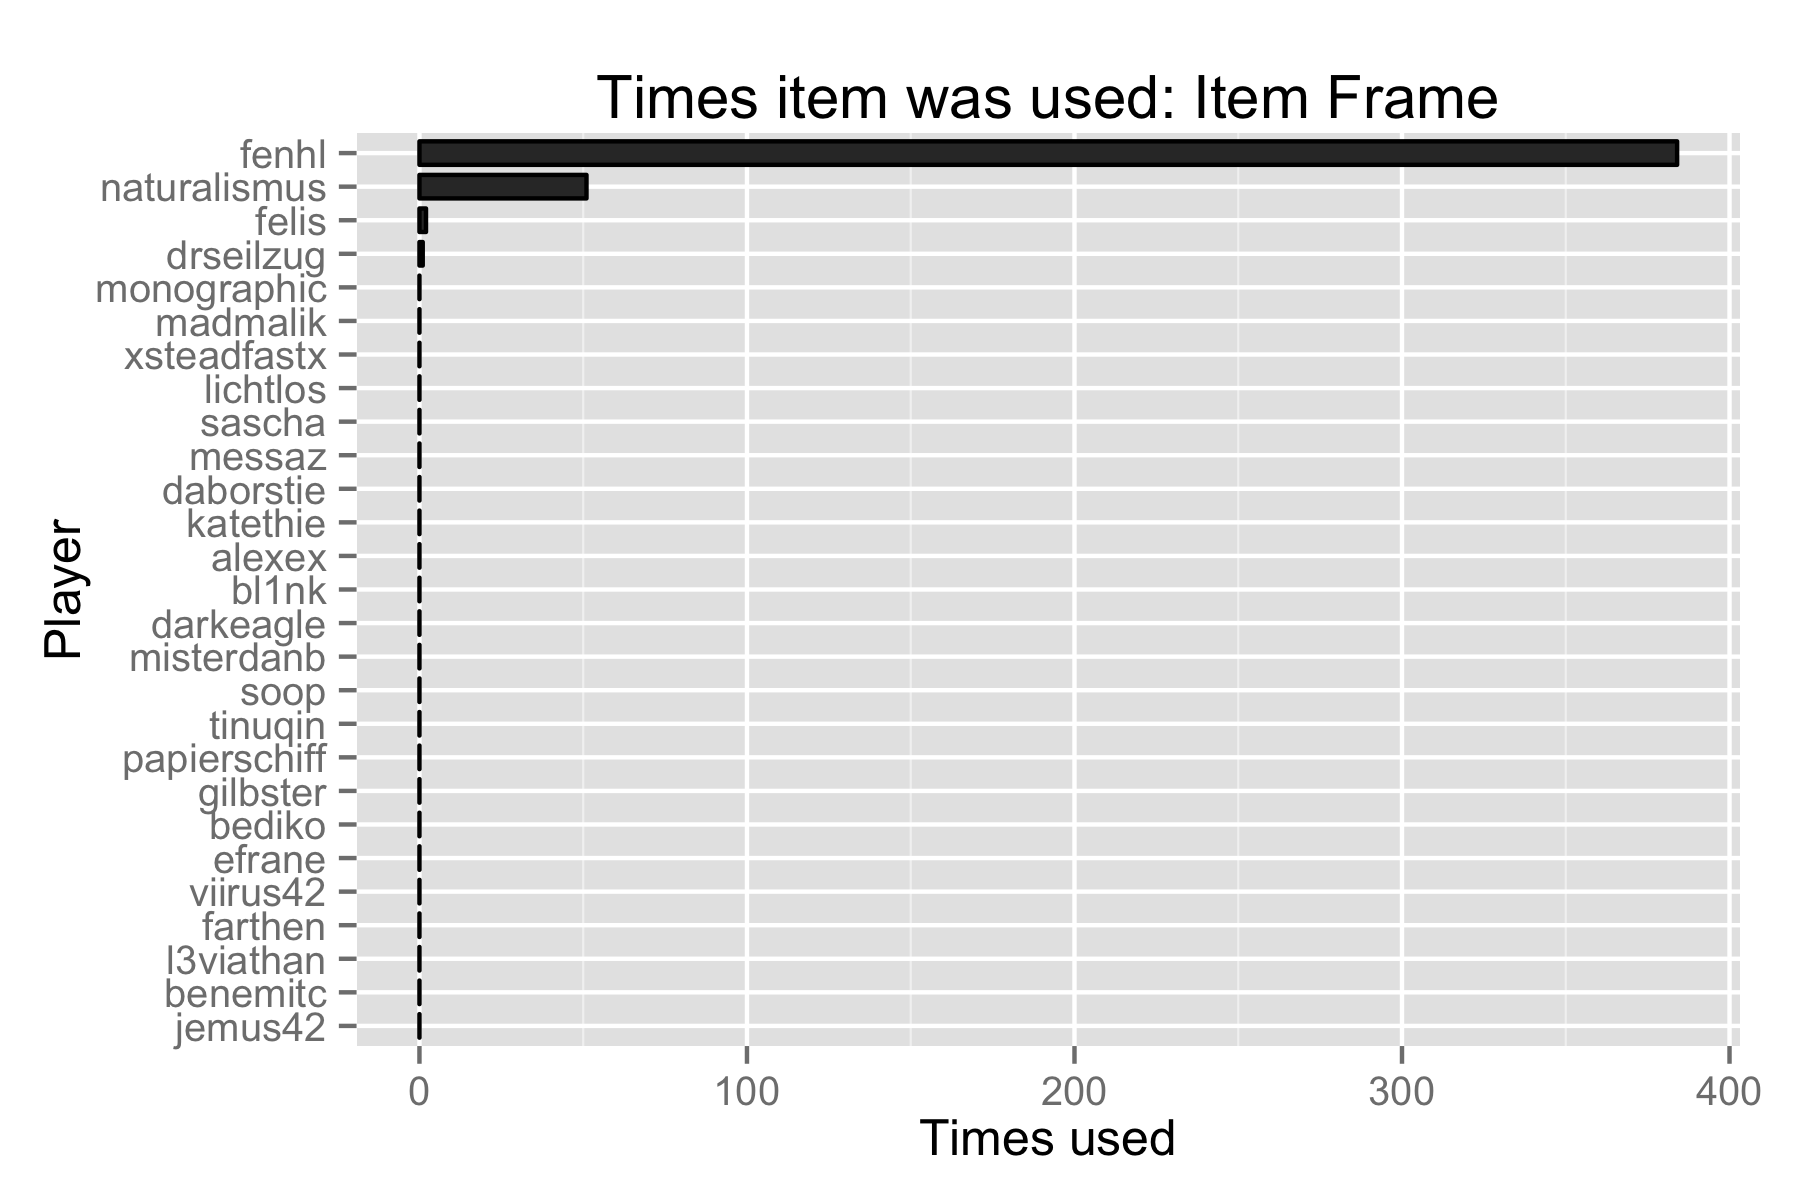 Times item was used: Item Frame
fenhl
naturalismus
felis
drseilzug
monographic
madmalik
xsteadfastx
lichtlos
sascha
messaz
daborstie
katethie
alexex
bl1nk
darkeagle
misterdanb
soop
tinuqin
papierschiff
gilbster
bediko
efrane
viirus42
farthen
l3viathan
benemitc
jemus42
Player
0 100 200 300 400
Times used